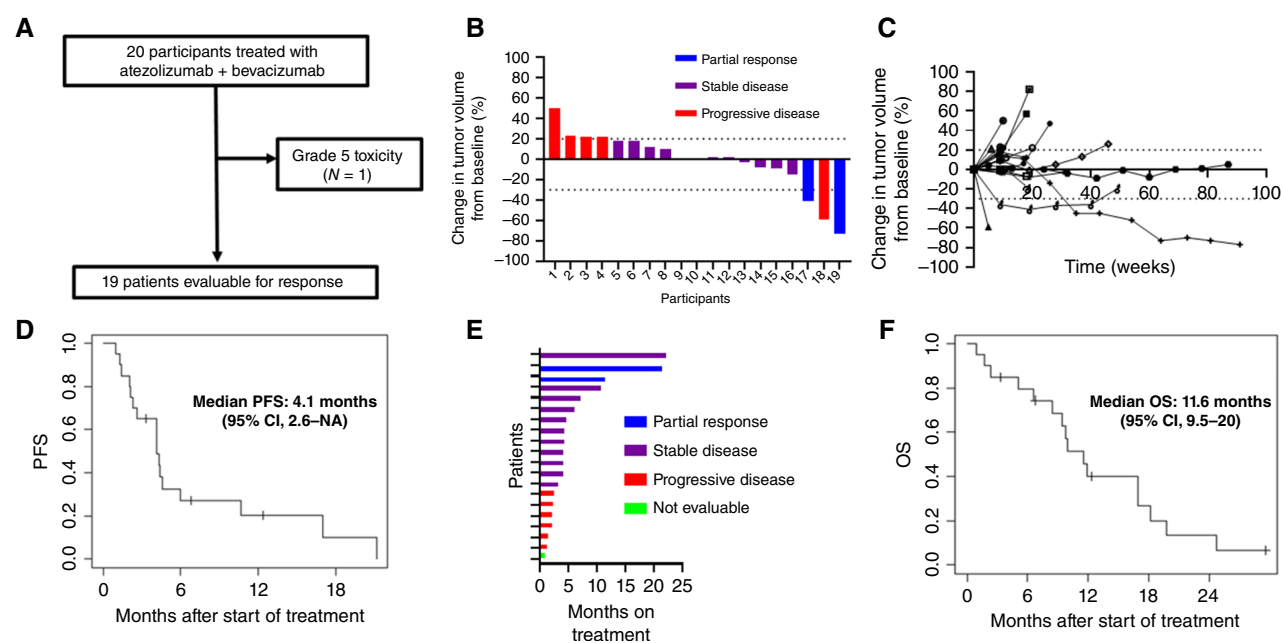 A
20 participants treated with
atezolizumab + bevacizumab
Grade 5 toxicity
(N = 1)
19 patients evaluable for response
B
Partial response
Stable disease
Progressive disease
Change in tumor volume
from baseline (%)
100
80
60
40
20
0
−20
−40
−60
−80
−100
1 2 3 4 5 6 7 8 9 10 11 12 13 14 15 16 17 18 19
Participants
C
Change in tumor volume
from baseline (%)
100
80
60
40
20
0
−20
−40
−60
−80
−100
20 40 60 80 100
Time (weeks)
D
PFS
1.0
0.8
0.6
0.4
0.2
0.0
Median PFS: 4.1 months
(95% CI, 2.6–NA)
0 6 12 18
Months after start of treatment
E
Patients
Partial response
Stable disease
Progressive disease
Not evaluable
0 5 10 15 20 25
Months on
treatment
F
OS
1.0
0.8
0.6
0.4
0.2
0.0
Median OS: 11.6 months
(95% CI, 9.5–20)
0 6 12 18 24
Months after start of treatment